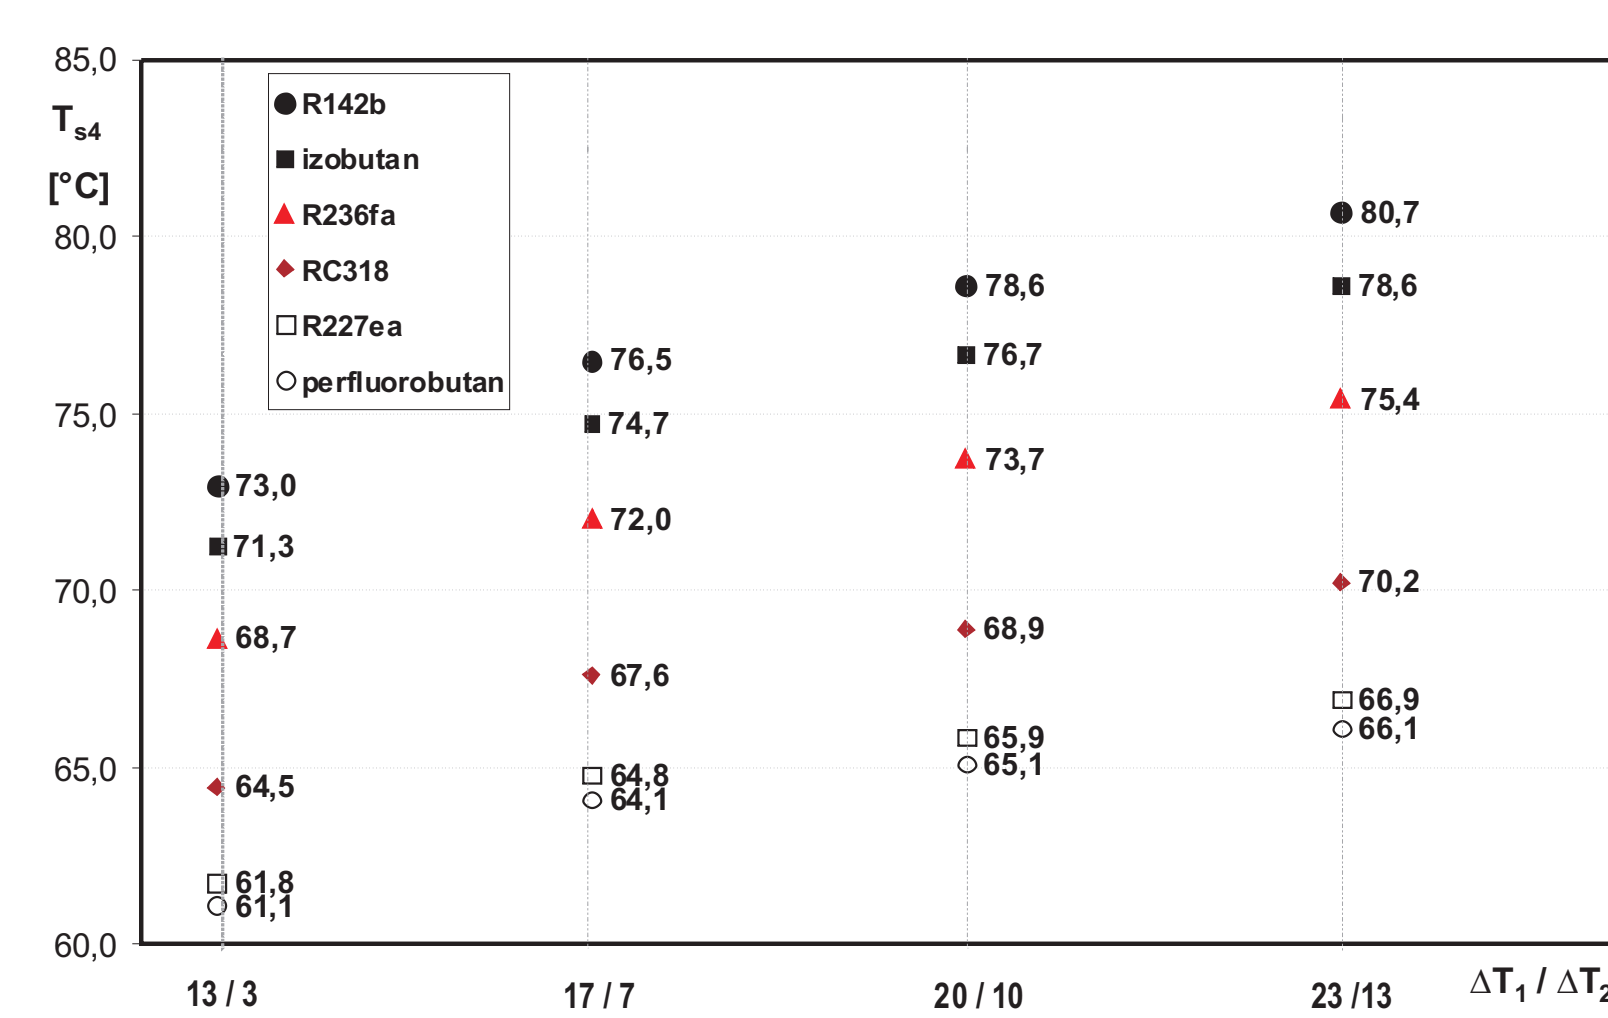 85,0
T_s4
[°C]
80,0
75,0
70,0
65,0
60,0
R142b
izobutan
R236fa
RC318
R227ea
perfluorobutan
73,0
71,3
68,7
64,5
61,8
61,1
76,5
74,7
72,0
67,6
64,8
64,1
78,6
76,7
73,7
68,9
65,9
65,1
80,7
78,6
75,4
70,2
66,9
66,1
13 / 3
17 / 7
20 / 10
23 /13
ΔT1 / ΔT2